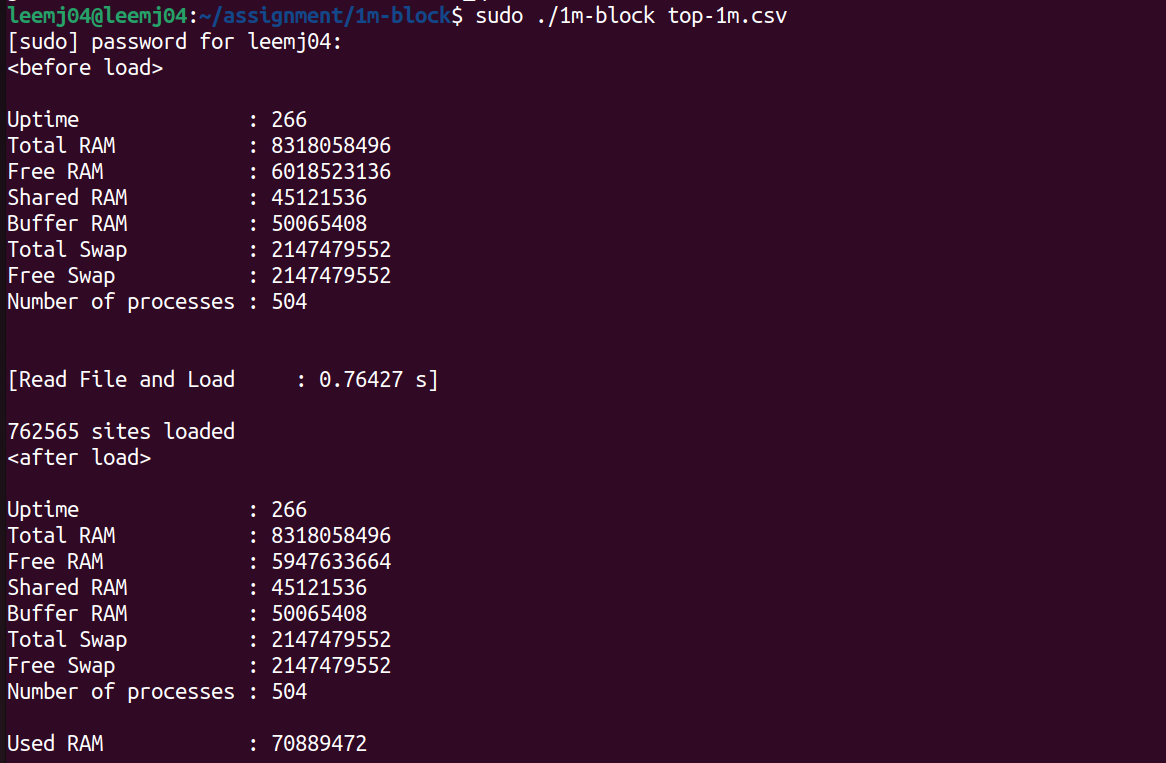 leemj04@leemj04:~/assignment/1m-block$ sudo ./1m-block top-1m.csv
[sudo] password for leemj04:
<before load>
Uptime : 266
Total RAM : 8318058496
Free RAM : 6018523136
Shared RAM : 45121536
Buffer RAM : 50065408
Total Swap : 2147479552
Free Swap : 2147479552
Number of processes : 504
[Read File and Load : 0.76427 s]
762565 sites loaded
<after load>
Uptime : 266
Total RAM : 8318058496
Free RAM : 5947633664
Shared RAM : 45121536
Buffer RAM : 50065408
Total Swap : 2147479552
Free Swap : 2147479552
Number of processes : 504
Used RAM : 70889472